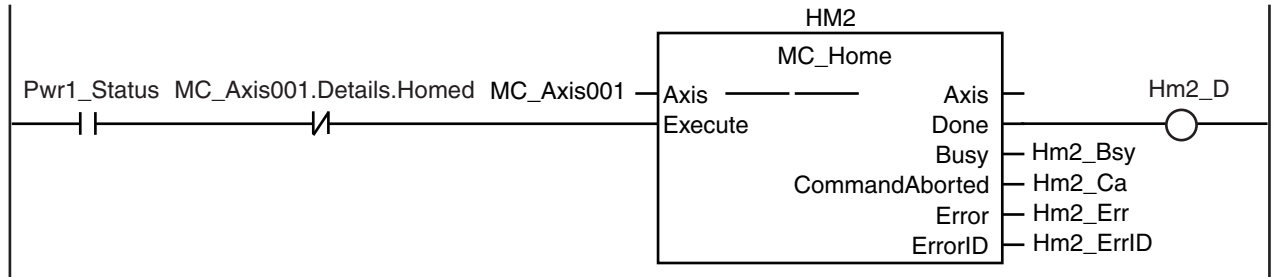 HM2
MC_Home
Pwr1_Status MC_Axis001.Details.Homed MC_Axis001 Axis Axis Hm2_D
Execute Done
Busy Hm2_Bsy
CommandAborted Hm2_Ca
Error Hm2_Err
ErrorID Hm2_ErrID